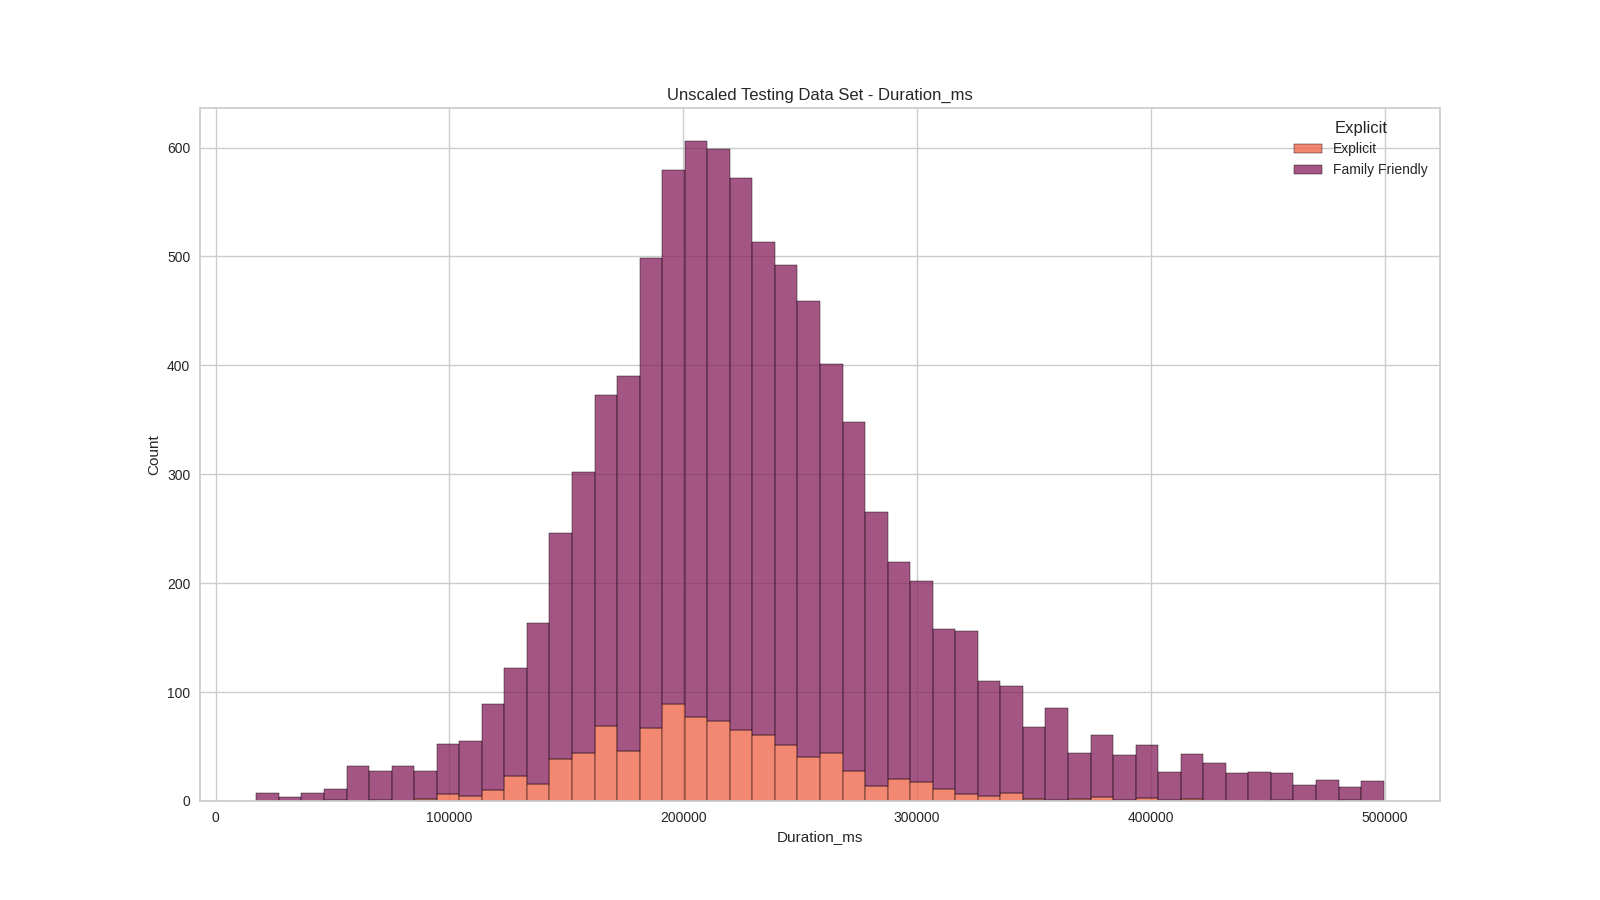 Unscaled Testing Data Set - Duration_ms
Explicit
Explicit
Family Friendly
600
500
400
300
200
100
0
Count
0 100000 200000 300000 400000 500000
Duration_ms